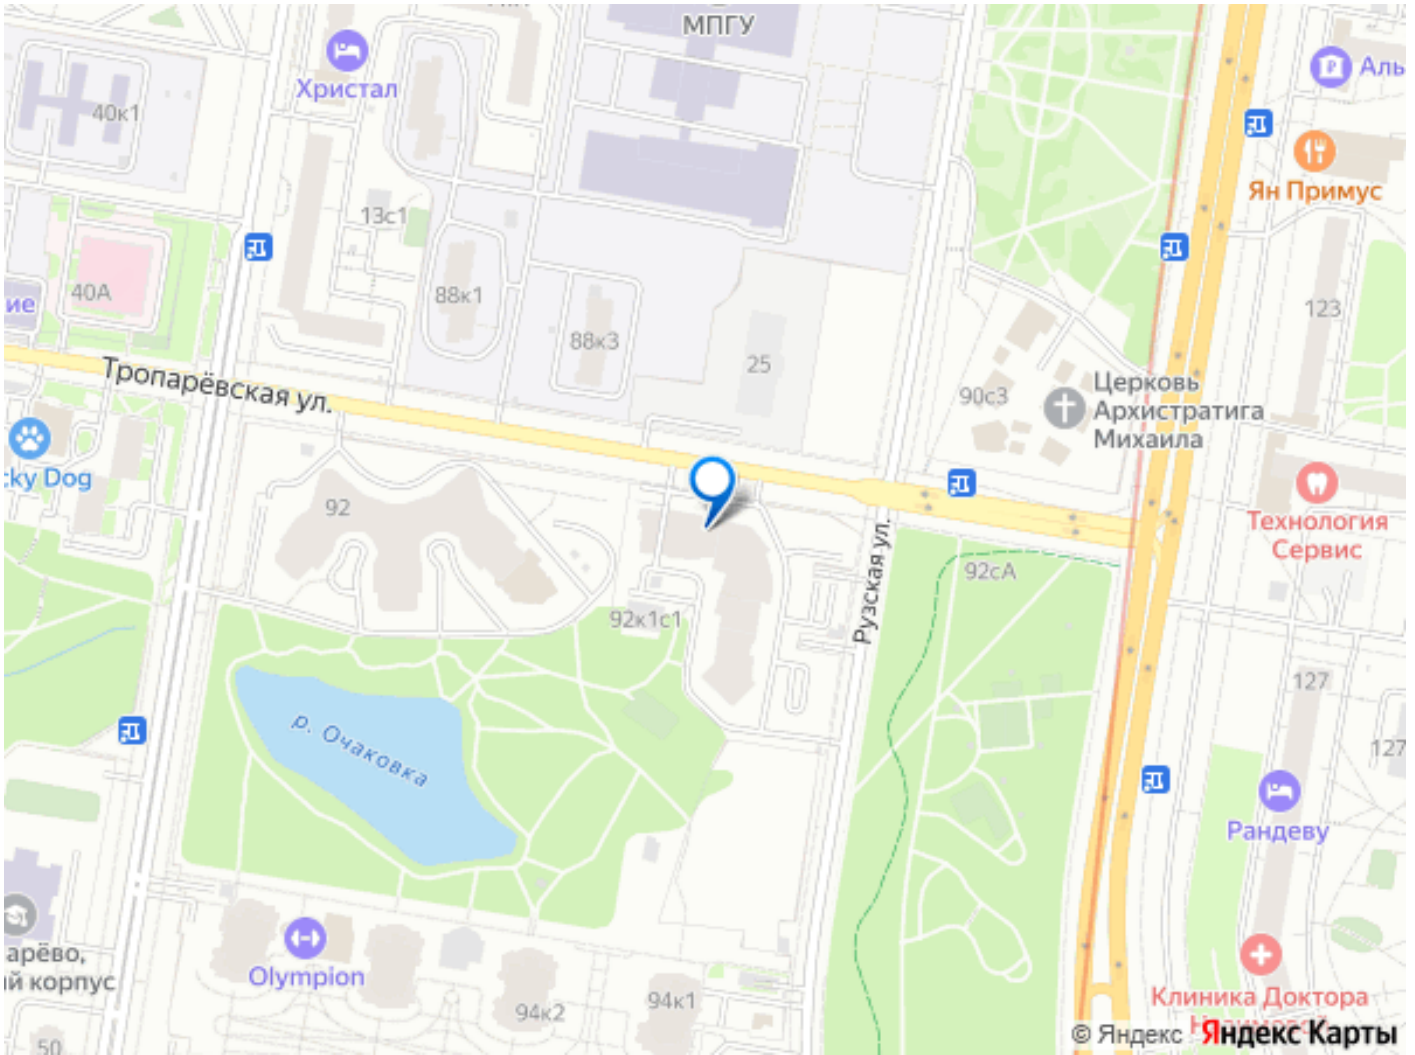 МПГУ
Христал
Аль
40к1
Ян Примус
13с1
40А
88к1
ие
123
88к3
25
Тропарёвская ул.
90с3
Церковь
Архистратига
Михаила
cky Dog
92
Технология
Сервис
92сА
Рузская ул.
92к1с1
127
р. Очаковка
127
Рандеву
арёво,
й корпус
Olympion
94к2
94к1
Клиника Доктора
50
© Яндекс Яндекс Карты